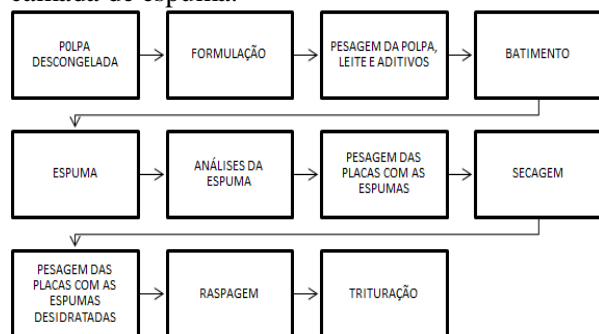 camada de espuma.
POLPA
DESCONGELADA
FORMULAÇÃO
PESAGEM DA POLPA,
LEITE E ADITIVOS
BATIMENTO
ESPUMA
ANÁLISES DA
ESPUMA
PESAGEM DAS
PLACAS COM AS
ESPUMAS
SECAGEM
PESAGEM DAS
PLACAS COM AS
ESPUMAS
DESIDRATADAS
RASPAGEM
TRITURAÇÃO